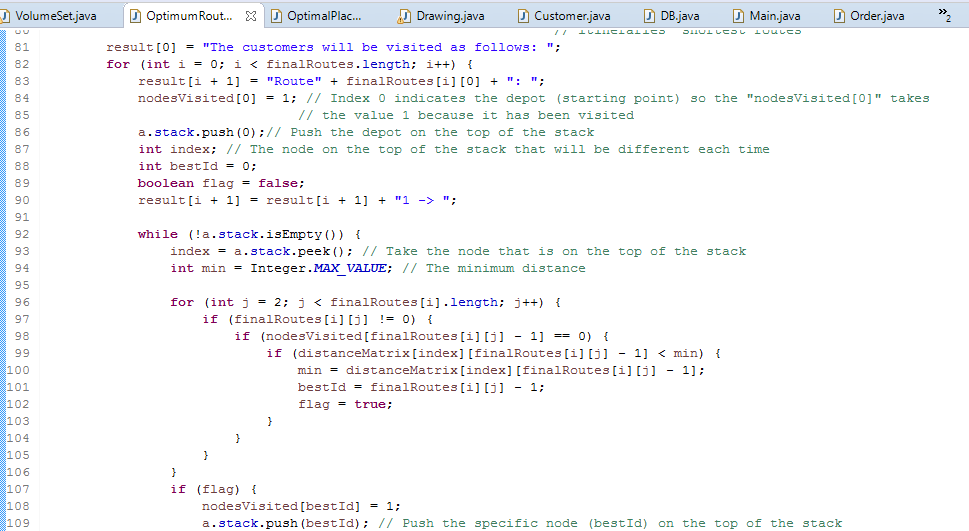 VolumeSet.java OptimumRout... OptimalPlac... Drawing.java Customer.java DB.java Main.java Order.java »2
80 // itineraries' shortest routes
81 result[0] = "The customers will be visited as follows: ";
82 for (int i = 0; i < finalRoutes.length; i++) {
83 result[i + 1] = "Route" + finalRoutes[i][0] + ": ";
84 nodesVisited[0] = 1; // Index 0 indicates the depot (starting point) so the "nodesVisited[0]" takes
85 // the value 1 because it has been visited
86 a.stack.push(0);// Push the depot on the top of the stack
87 int index; // The node on the top of the stack that will be different each time
88 int bestId = 0;
89 boolean flag = false;
90 result[i + 1] = result[i + 1] + "1 -> ";
91
92 while (!a.stack.isEmpty()) {
93 index = a.stack.peek(); // Take the node that is on the top of the stack
94 int min = Integer.MAX_VALUE; // The minimum distance
95
96 for (int j = 2; j < finalRoutes[i].length; j++) {
97 if (finalRoutes[i][j] != 0) {
98 if (nodesVisited[finalRoutes[i][j] - 1] == 0) {
99 if (distanceMatrix[index][finalRoutes[i][j] - 1] < min) {
100 min = distanceMatrix[index][finalRoutes[i][j] - 1];
101 bestId = finalRoutes[i][j] - 1;
102 flag = true;
103 }
104 }
105 }
106 }
107 if (flag) {
108 nodesVisited[bestId] = 1;
109 a.stack.push(bestId); // Push the specific node (bestId) on the top of the stack